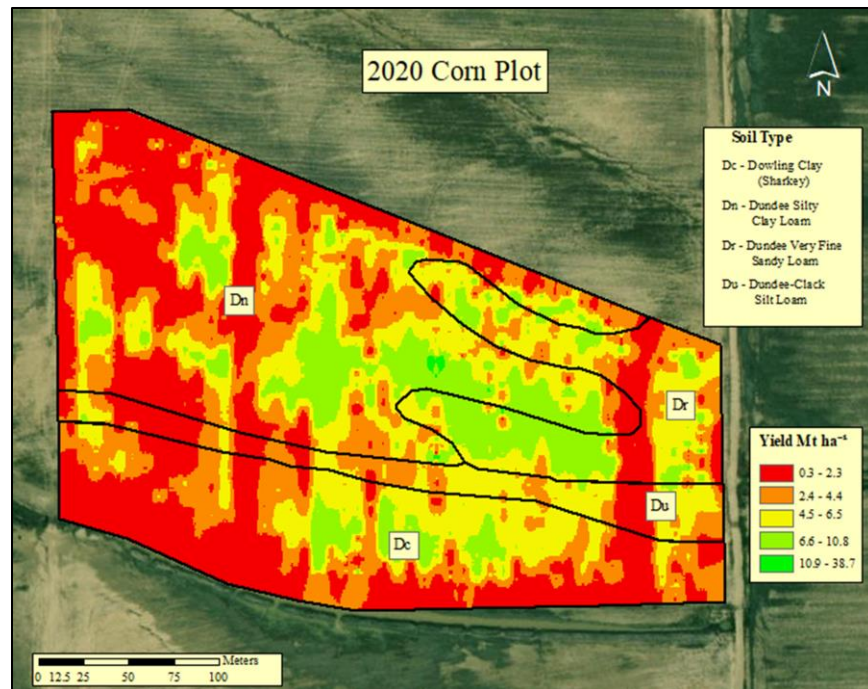 2020 Corn Plot
N
Soil Type
Dc - Dowling Clay
(Sharkey)
Dn - Dundee Silty
Clay Loam
Dr - Dundee Very Fine
Sandy Loam
Du - Dundee-Clack
Silt Loam
Dn
Dr
Yield Mt ha⁻¹
0.3 - 2.3
2.4 - 4.4
4.5 - 6.5
6.6 - 10.8
10.9 - 38.7
Du
Dc
Meters
0 12.5 25 50 75 100